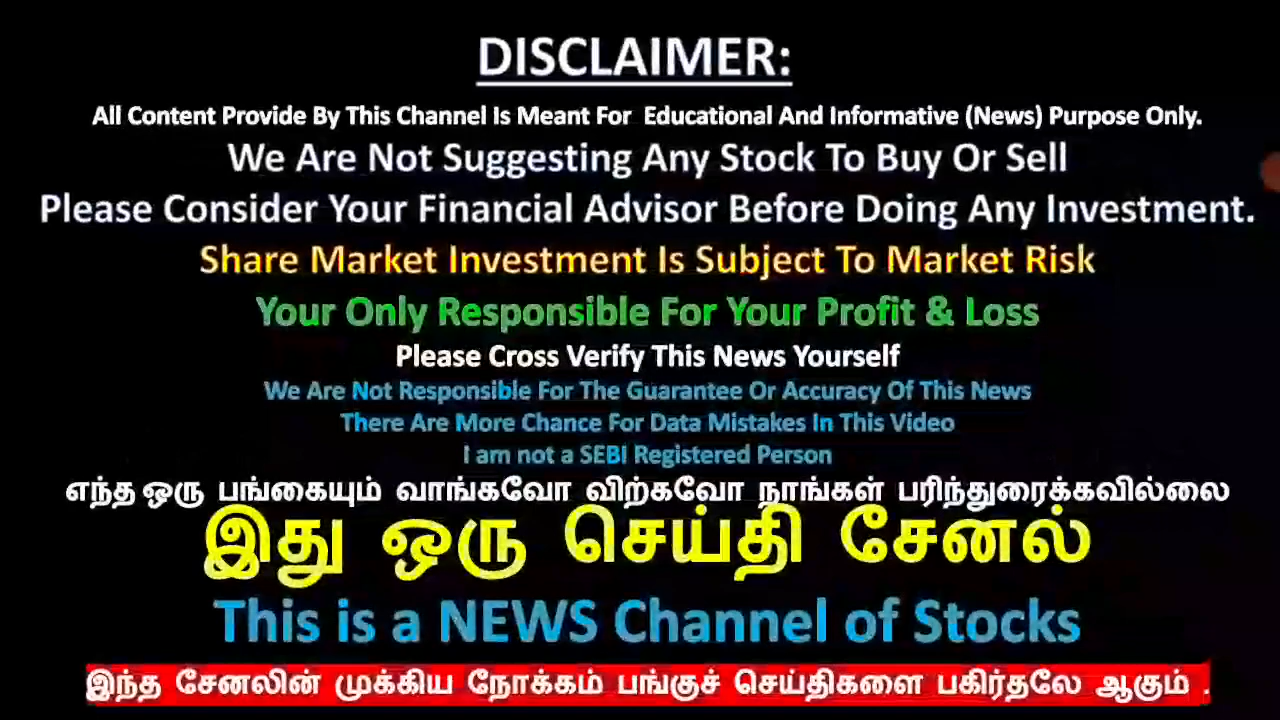 DISCLAIMER:
All Content Provide By This Channel Is Meant For Educational And Informative (News) Purpose Only.
We Are Not Suggesting Any Stock To Buy Or Sell
Please Consider Your Financial Advisor Before Doing Any Investment.
Share Market Investment Is Subject To Market Risk
Your Only Responsible For Your Profit & Loss
Please Cross Verify This News Yourself
We Are Not Responsible For The Guarantee Or Accuracy Of This News
There Are More Chance For Data Mistakes In This Video
I am not a SEBI Registered Person
எந்த ஒரு பங்கையும் வாங்கவோ விற்கவோ நாங்கள் பரிந்துரைக்கவில்லை
இது ஒரு செய்தி சேனல்
This is a NEWS Channel of Stocks
இந்த சேனலின் முக்கிய நோக்கம் பங்குச் செய்திகளை பகிர்தலே ஆகும் .